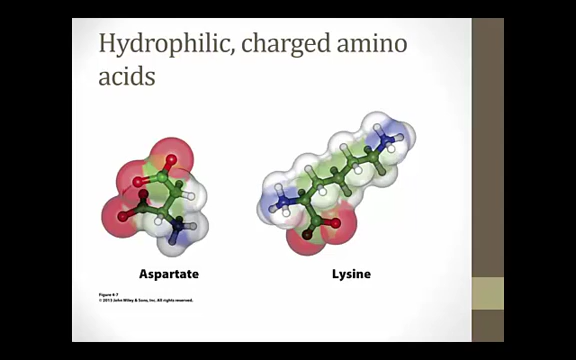 Hydrophilic, charged amino
acids
Aspartate
Lysine
Figure 4-7
© 2013 John Wiley & Sons, Inc. All rights reserved.